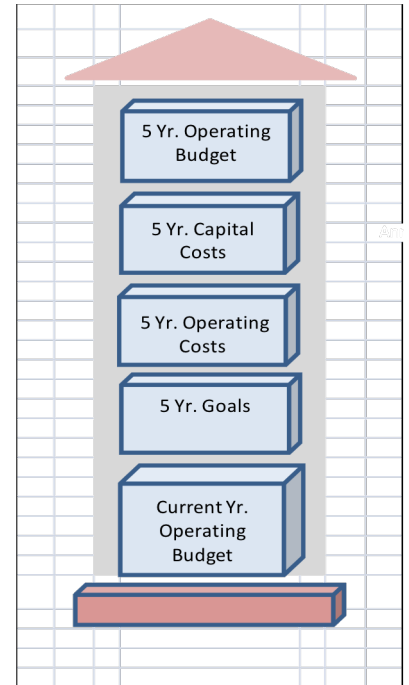 5 Yr. Operating
Budget
5 Yr. Capital
Costs
5 Yr. Operating
Costs
5 Yr. Goals
Current Yr.
Operating
Budget